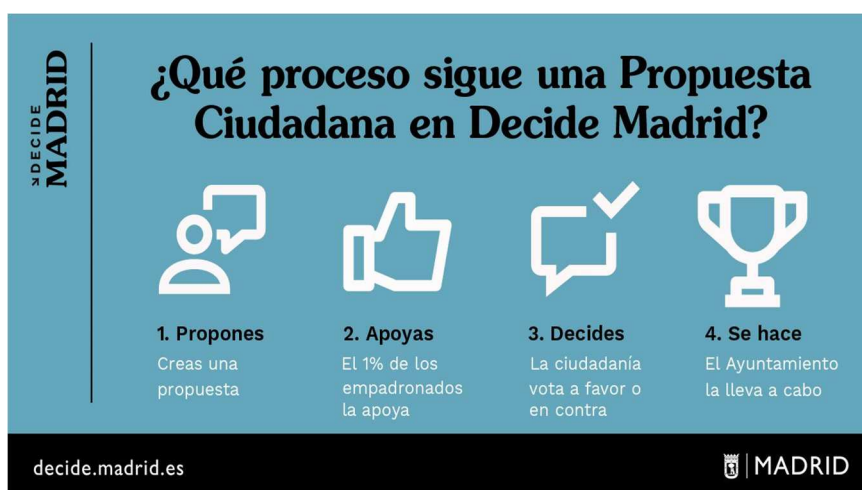 DECIDE
MADRID
¿Qué proceso sigue una Propuesta
Ciudadana en Decide Madrid?
1. Propones
Creas una
propuesta
2. Apoyas
El 1% de los
empadronados
la apoya
3. Decides
La ciudadanía
vota a favor o
en contra
4. Se hace
El Ayuntamiento
la lleva a cabo
decide.madrid.es
MADRID